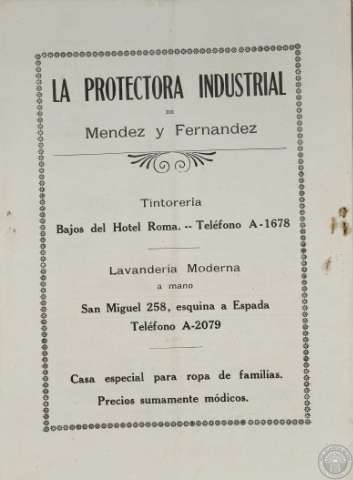 LA PROTECTORA INDUSTRIAL
DE
Mendez y Fernandez
Tintoreria
Bajos del Hotel Roma. -- Teléfono A-1678
Lavanderia Moderna
a mano
San Miguel 258, esquina a Espada
Teléfono A-2079
Casa especial para ropa de familias.
Precios sumamente módicos.